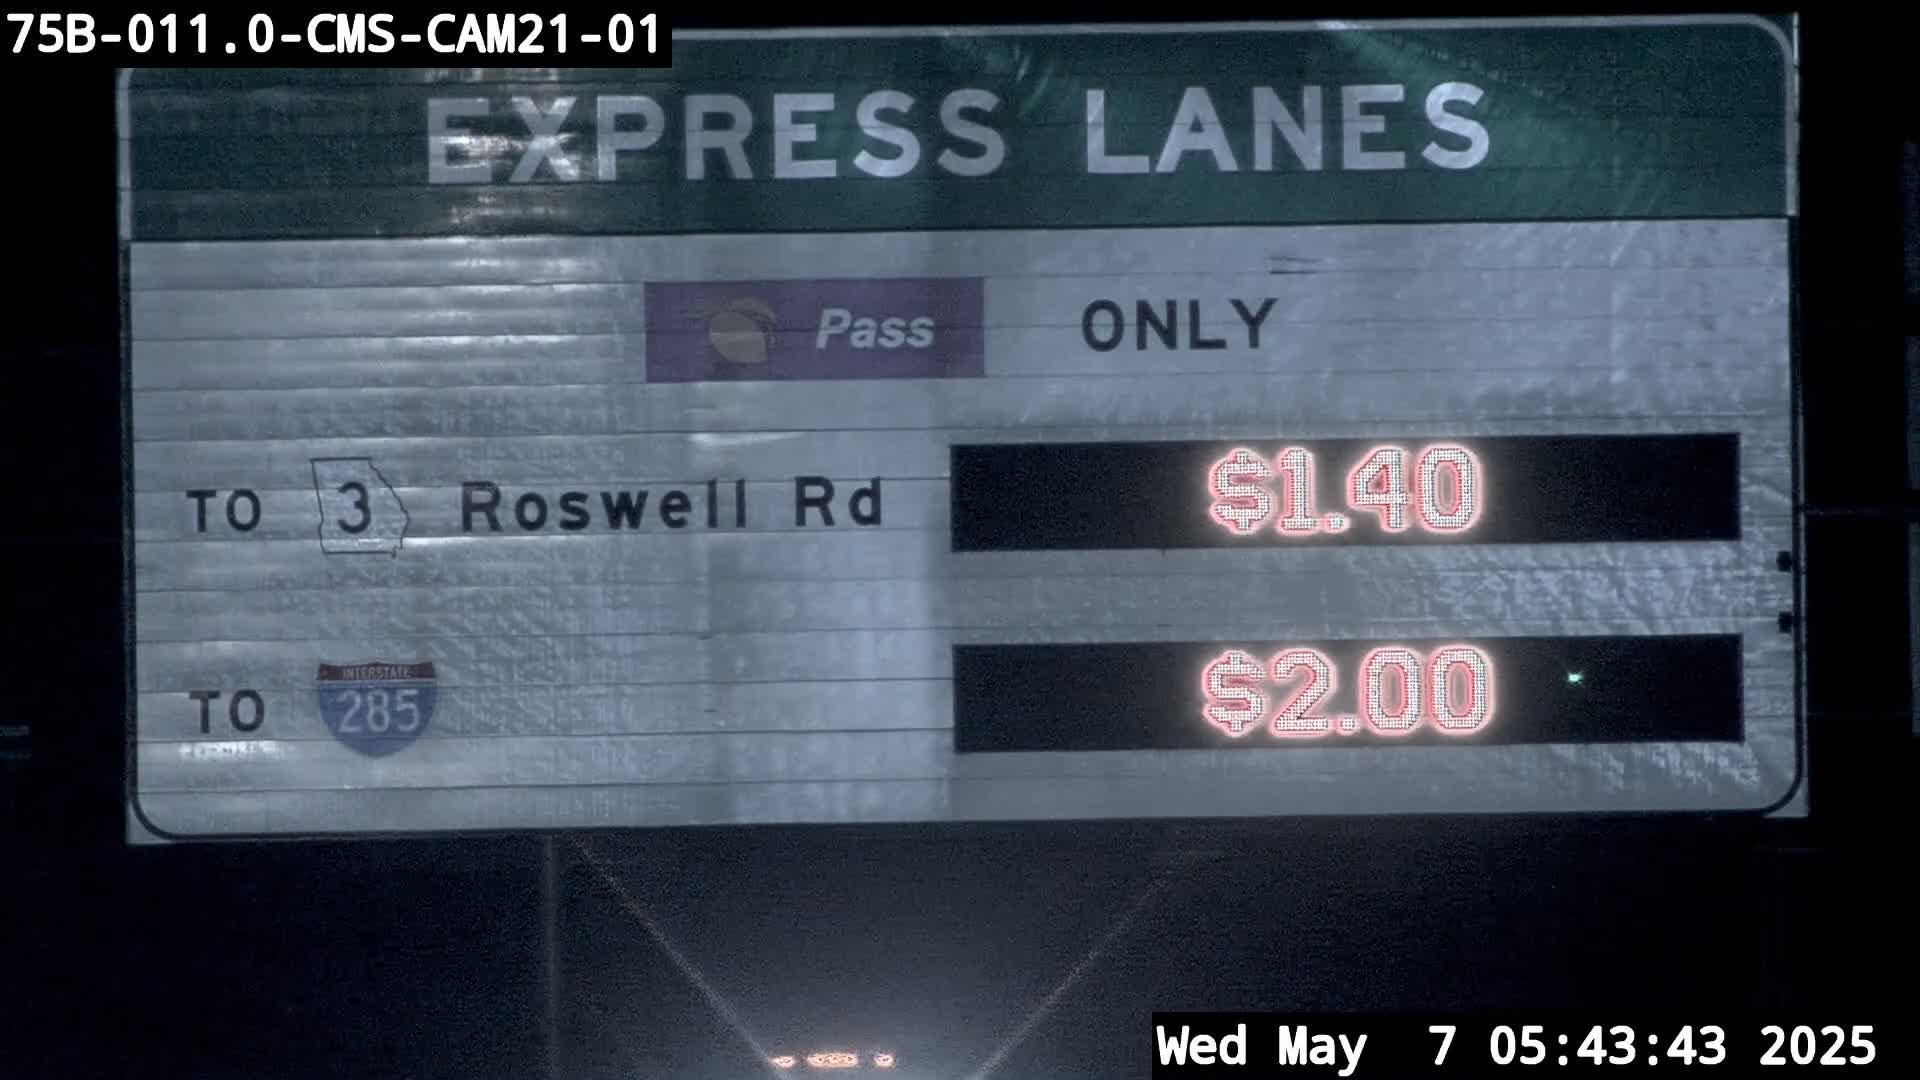 75B-011.0-CMS-CAM21-01
EXPRESS LANES
Pass ONLY
TO 3 Roswell Rd $1.40
INTERSTATE
TO 285 $2.00
Wed May 7 05:43:43 2025